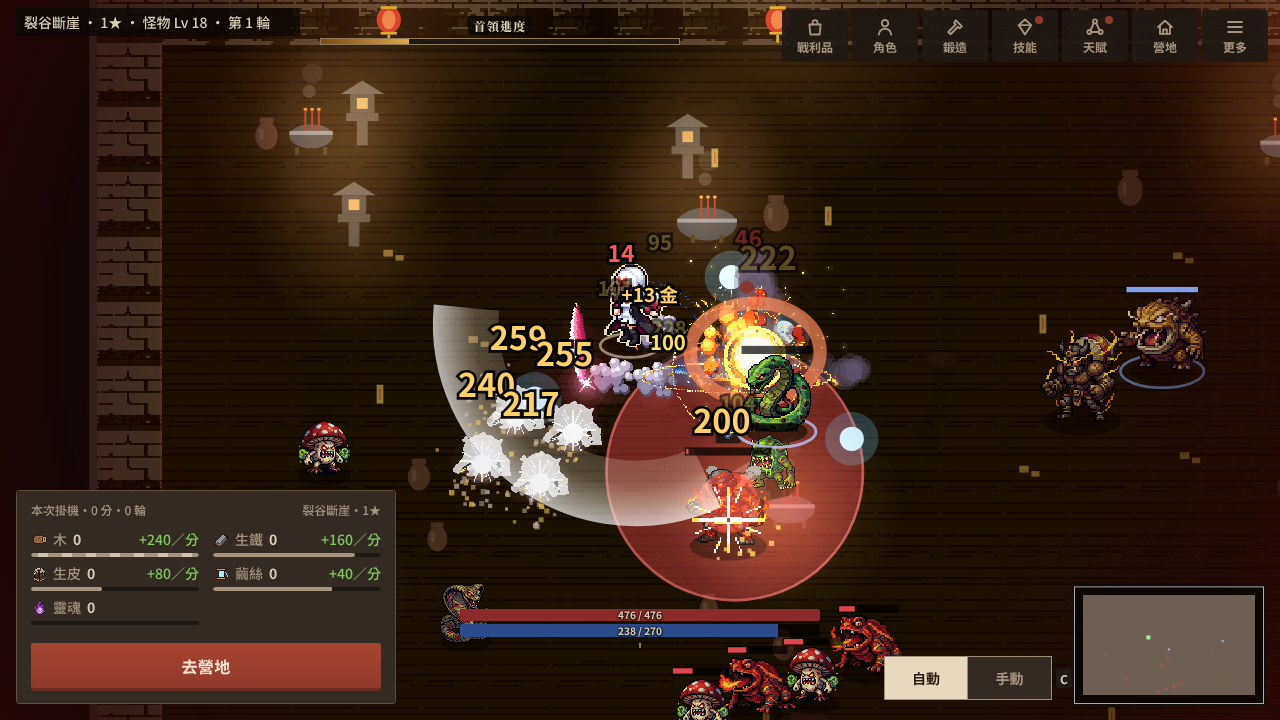 裂谷斷崖 · 1★ · 怪物 Lv 18 · 第 1 輪
首領進度
戰利品
角色
鍛造
技能
天賦
營地
更多
14
95
46
222
+13 金
100
259
255
240
217
200
本次掛機 · 0 分 · 0 輪
裂谷斷崖 · 1★
木 0 +240／分
生鐵 0 +160／分
生皮 0 +80／分
繭絲 0 +40／分
靈魂 0
去營地
476 / 476
238 / 270
自動
手動
C